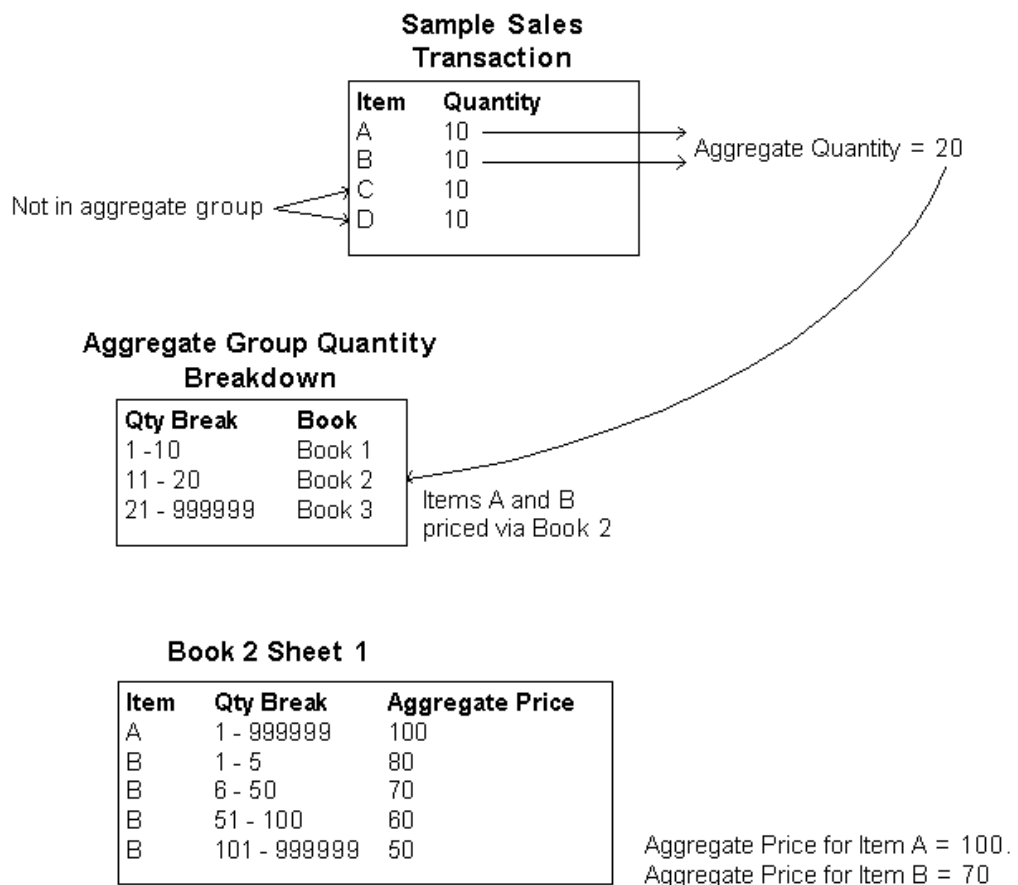 Sample Sales
Transaction
Item Quantity
A 10
B 10
C 10
D 10
Aggregate Quantity = 20
Not in aggregate group
Aggregate Group Quantity
Breakdown
Qty Break Book
1 -10 Book 1
11 - 20 Book 2
21 - 999999 Book 3
Items A and B
priced via Book 2
Book 2 Sheet 1
Item Qty Break Aggregate Price
A 1 - 999999 100
B 1 - 5 80
B 6 - 50 70
B 51 - 100 60
B 101 - 999999 50
Aggregate Price for Item A = 100.
Aggregate Price for Item B = 70